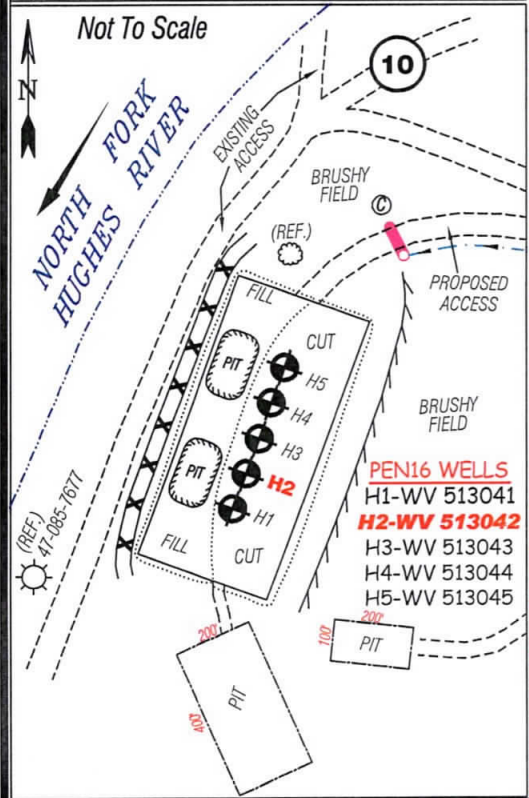 Not To Scale
N
10
NORTH FORK
HUGHES RIVER
EXISTING
ACCESS
BRUSHY
FIELD
C
(REF.)
PROPOSED
ACCESS
FILL
CUT
PIT
H5
H4
H3
H2
H1
PIT
FILL
CUT
BRUSHY
FIELD
PEN16 WELLS
H1-WV 513041
H2-WV 513042
H3-WV 513043
H4-WV 513044
H5-WV 513045
(REF.)
47-085-7677
200'
400'
PIT
200'
100'
PIT